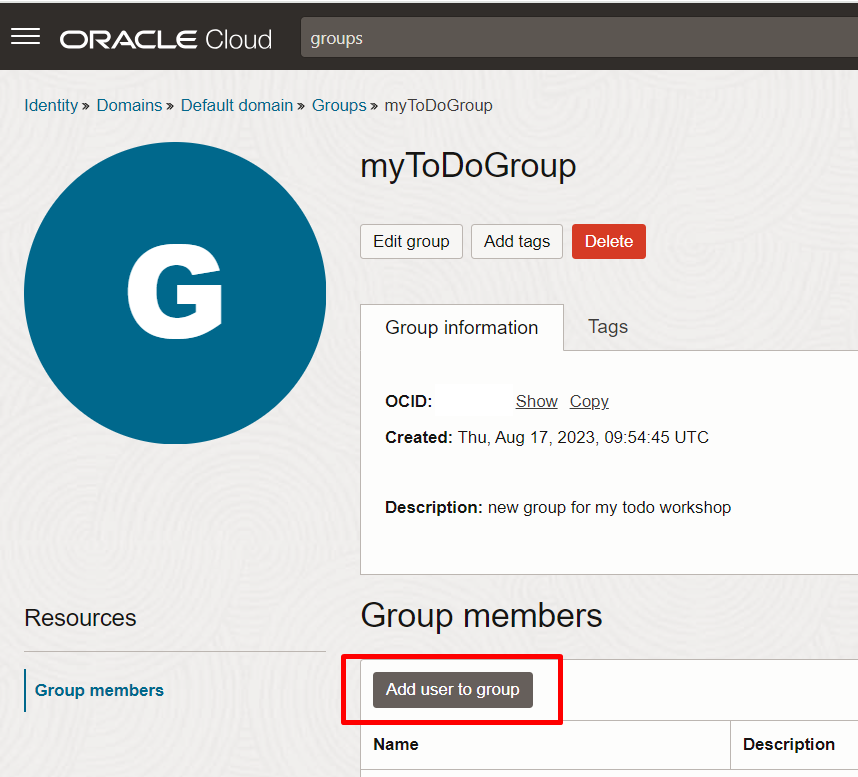 ORACLE Cloud
groups
Identity » Domains » Default domain » Groups » myToDoGroup
G
myToDoGroup
Edit group Add tags Delete
Group information Tags
OCID: Show Copy
Created: Thu, Aug 17, 2023, 09:54:45 UTC
Description: new group for my todo workshop
Resources
Group members
Group members
Add user to group
Name Description